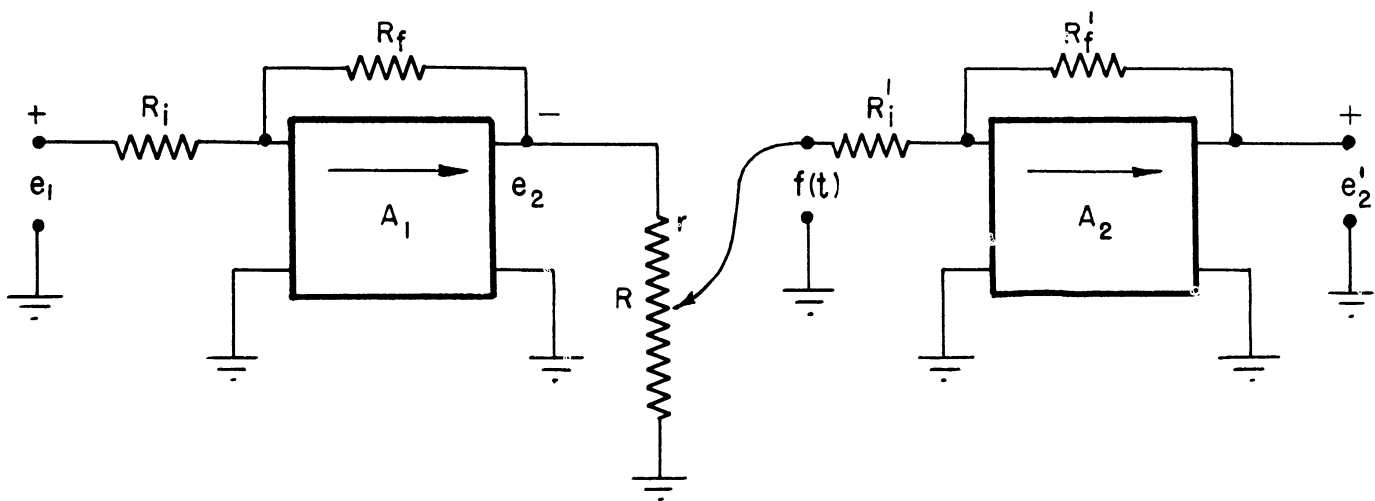 R_f
R_f'
+
R_i
−
R_i'
+
e_1
A_1
e_2
r
R
f(t)
A_2
e_2'